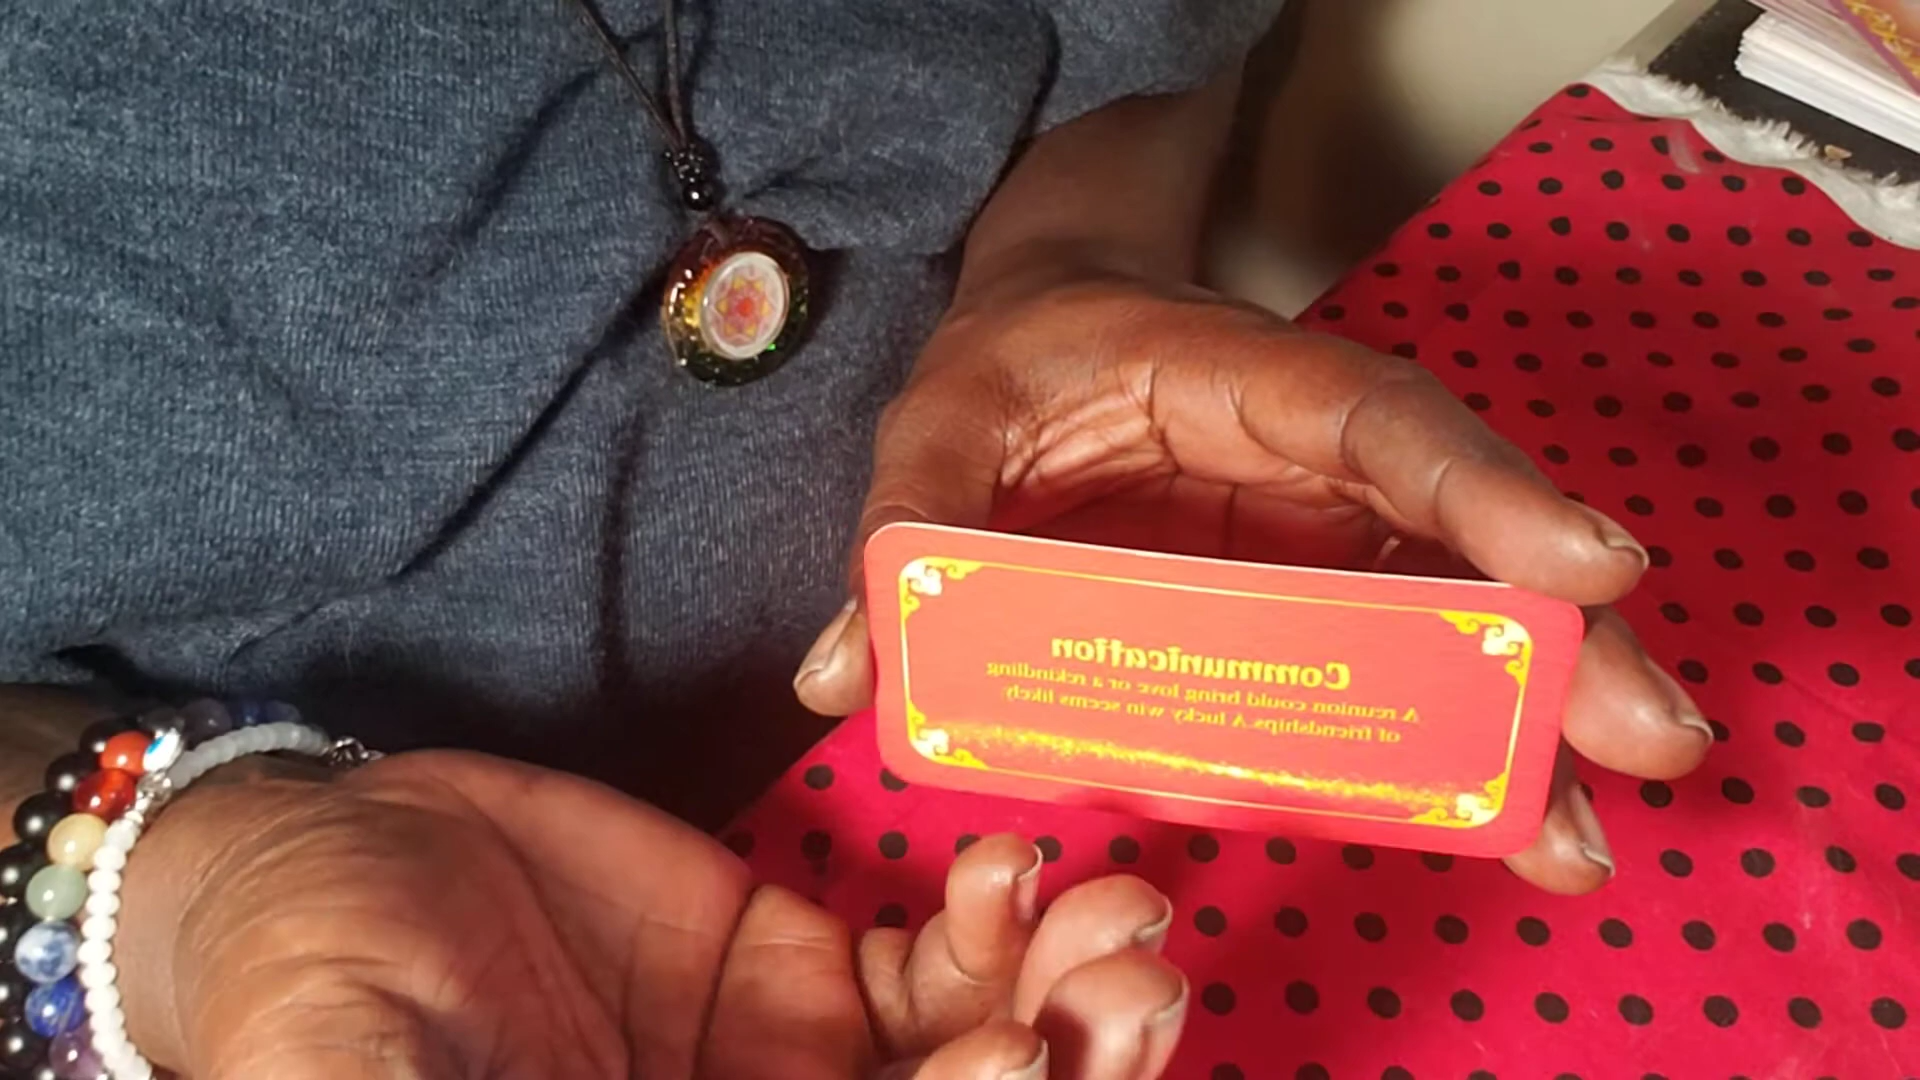 Communication
A reunion could bring love or a rekindling
of friendships.A lucky win seems likely.